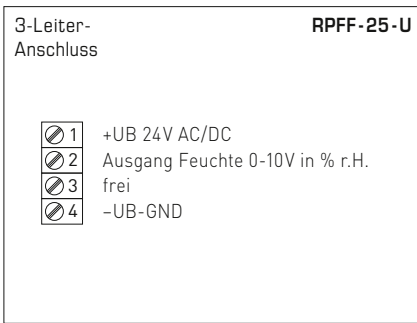 3-Leiter-
Anschluss
RPFF-25-U
1 +UB 24V AC/DC
2 Ausgang Feuchte 0-10V in % r.H.
3 frei
4 –UB-GND